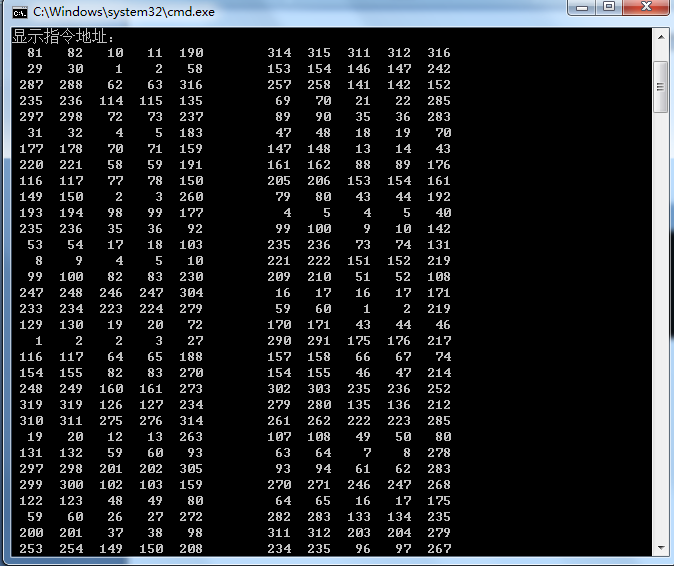 C:\Windows\system32\cmd.exe
显示指令地址：
81 82 10 11 190 314 315 311 312 316
29 30 1 2 58 153 154 146 147 242
287 288 62 63 316 257 258 141 142 152
235 236 114 115 135 69 70 21 22 285
297 298 72 73 237 89 90 35 36 283
31 32 4 5 183 47 48 18 19 70
177 178 70 71 159 147 148 13 14 43
220 221 58 59 191 161 162 88 89 176
116 117 77 78 150 205 206 153 154 161
149 150 2 3 260 79 80 43 44 192
193 194 98 99 177 4 5 4 5 40
235 236 35 36 92 99 100 9 10 142
53 54 17 18 103 235 236 73 74 131
8 9 4 5 10 221 222 151 152 219
99 100 82 83 230 209 210 51 52 108
247 248 246 247 304 16 17 16 17 171
233 234 223 224 279 59 60 1 2 219
129 130 19 20 72 170 171 43 44 46
1 2 2 3 27 290 291 175 176 217
116 117 64 65 188 157 158 66 67 74
154 155 82 83 270 154 155 46 47 214
248 249 160 161 273 302 303 235 236 252
319 319 126 127 234 279 280 135 136 212
310 311 275 276 314 261 262 222 223 285
19 20 12 13 263 107 108 49 50 80
131 132 59 60 93 63 64 7 8 278
297 298 201 202 305 93 94 61 62 283
299 300 102 103 159 270 271 246 247 268
122 123 48 49 80 64 65 16 17 175
59 60 26 27 272 282 283 133 134 235
200 201 37 38 98 311 312 203 204 279
253 254 149 150 208 234 235 96 97 267